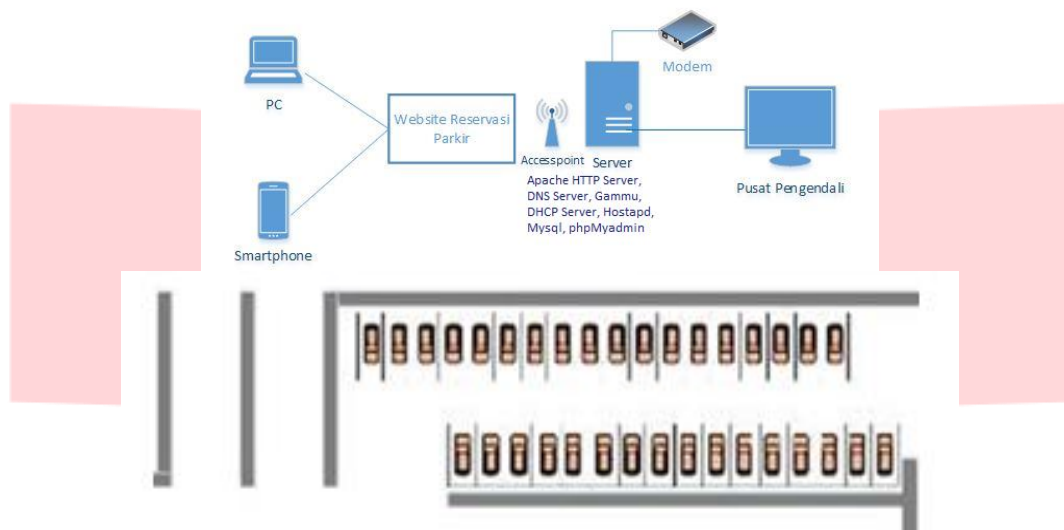 Modem
PC
Website Reservasi
Parkir
Accesspoint
Server
Apache HTTP Server,
DNS Server, Gammu,
DHCP Server, Hostapd,
Mysql, phpMyadmin
Pusat Pengendali
Smartphone